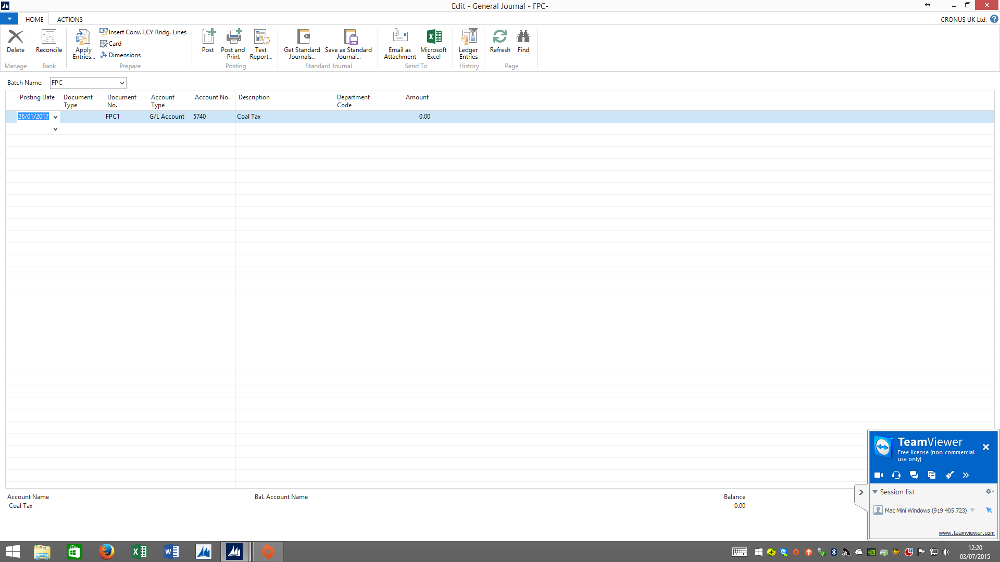 Edit - General Journal - FPC-
HOME ACTIONS
CRONUS UK Ltd.
Delete
Manage
Reconcile
Bank
Apply
Entries...
Insert Conv. LCY Rndg. Lines
Card
Dimensions
Prepare
Post
Post and
Print
Test
Report...
Posting
Get Standard
Journals...
Save as Standard
Journal...
Standard Journal
Email as
Attachment
Microsoft
Excel
Send To
Ledger
Entries
History
Refresh
Find
Page
Batch Name: FPC
Posting Date
Document
Type
Document
No.
Account
Type
Account No.
Description
Department
Code
Amount
26/01/2017 FPC1 G/L Account 5740 Coal Tax 0.00
Account Name
Coal Tax
Bal. Account Name
Balance
0.00
TeamViewer
Free license (non-commercial
use only)
Session list
Mac Mini Windows (919 405 723)
www.teamviewer.com
12:20
03/07/2015